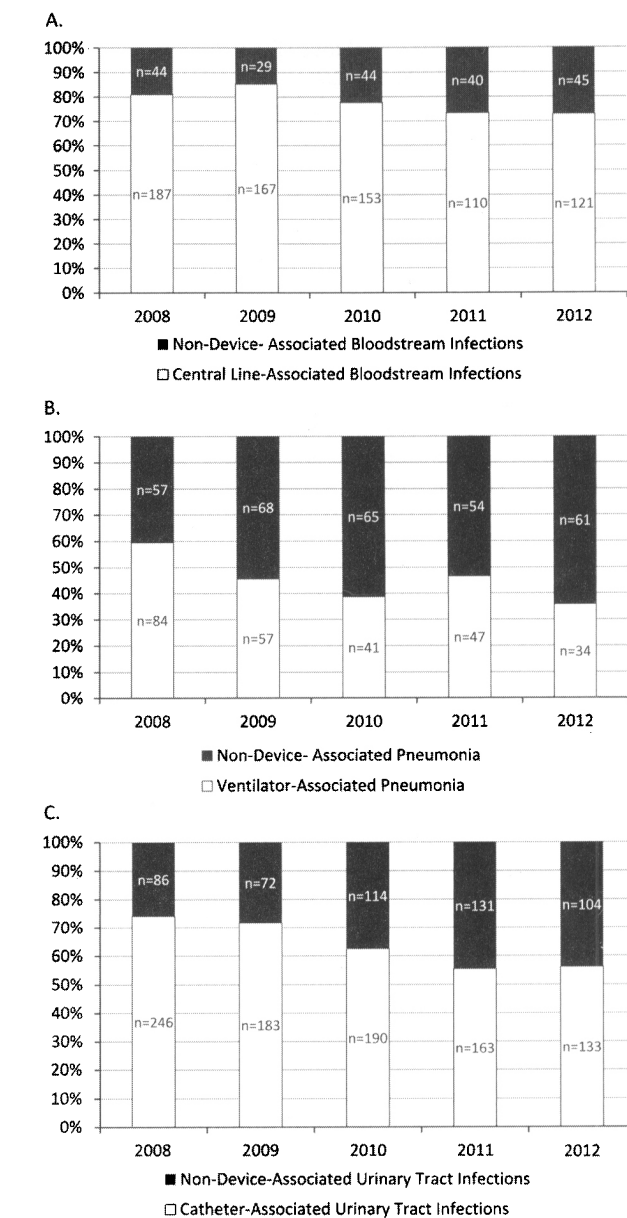 A.
100%
90%
80%
70%
60%
50%
40%
30%
20%
10%
0%
n=44
n=29
n=44
n=40
n=45
n=187
n=167
n=153
n=110
n=121
2008 2009 2010 2011 2012
Non-Device- Associated Bloodstream Infections
Central Line-Associated Bloodstream Infections
B.
100%
90%
80%
70%
60%
50%
40%
30%
20%
10%
0%
n=57
n=68
n=65
n=54
n=61
n=84
n=57
n=41
n=47
n=34
2008 2009 2010 2011 2012
Non-Device- Associated Pneumonia
Ventilator-Associated Pneumonia
C.
100%
90%
80%
70%
60%
50%
40%
30%
20%
10%
0%
n=86
n=72
n=114
n=131
n=104
n=246
n=183
n=190
n=163
n=133
2008 2009 2010 2011 2012
Non-Device-Associated Urinary Tract Infections
Catheter-Associated Urinary Tract Infections